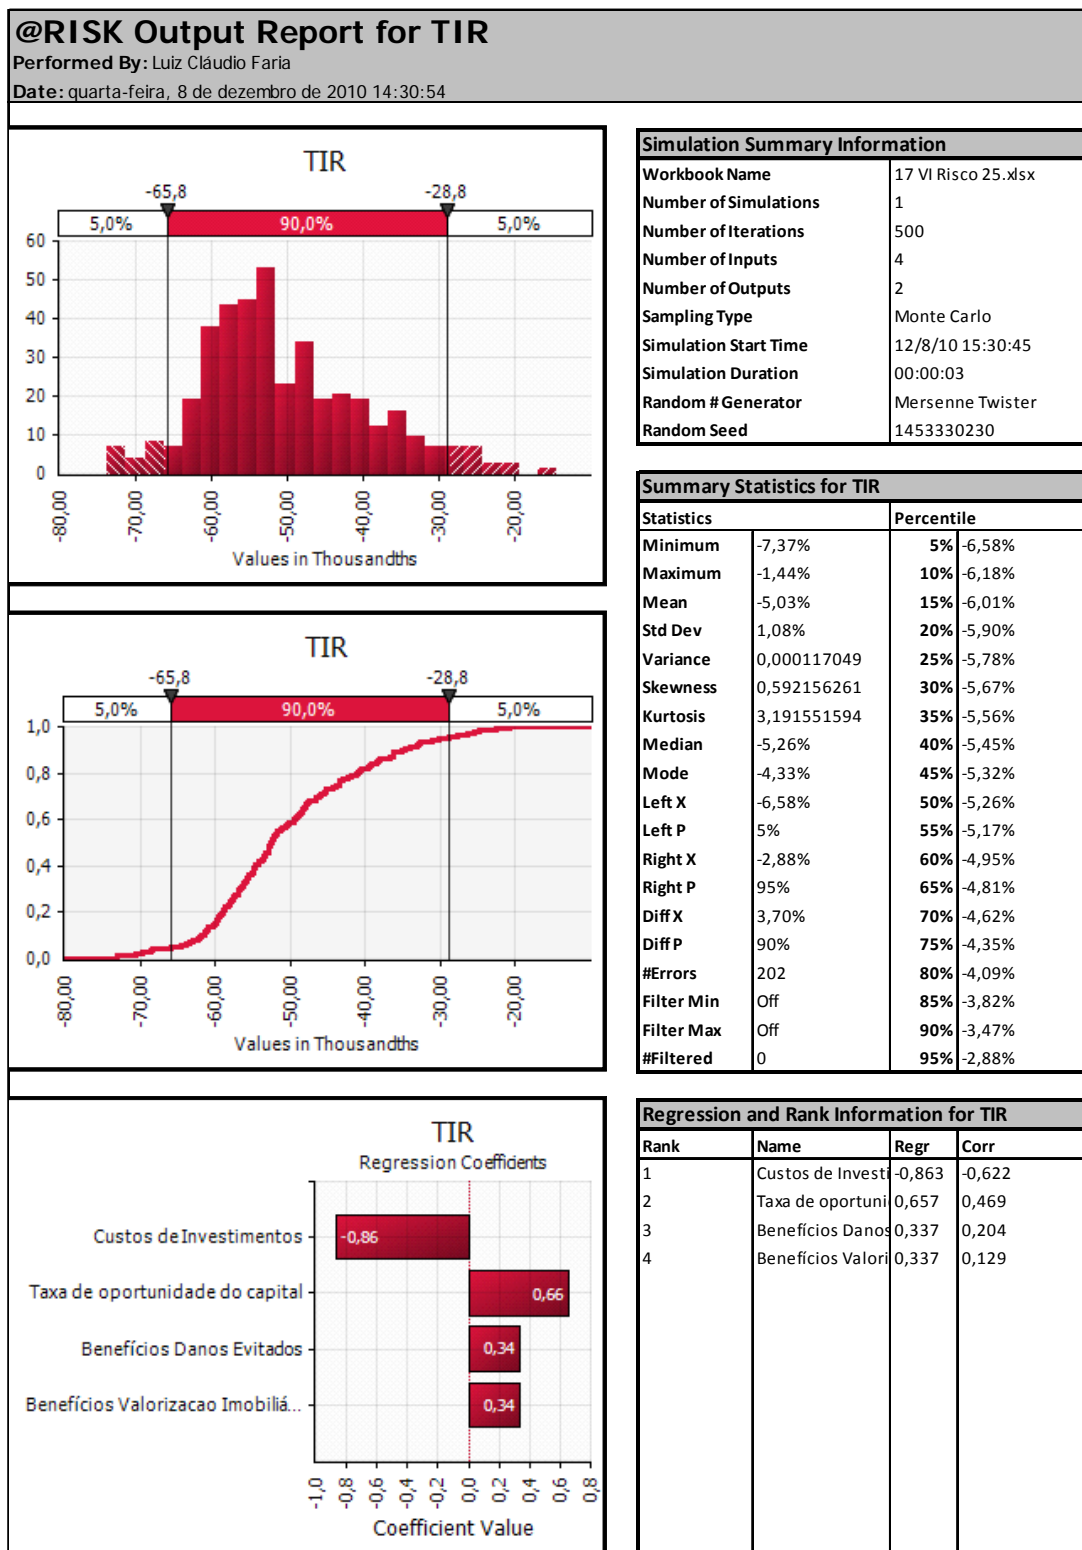 @RISK Output Report for TIR
Performed By: Luiz Cláudio Faria
Date: quarta-feira, 8 de dezembro de 2010 14:30:54
TIR
-65,8
-28,8
5,0%
90,0%
5,0%
60
50
40
30
20
10
0
-80,00
-70,00
-60,00
-50,00
-40,00
-30,00
-20,00
Values in Thousandths
TIR
-65,8
-28,8
5,0%
90,0%
5,0%
1,0
0,8
0,6
0,4
0,2
0,0
-80,00
-70,00
-60,00
-50,00
-40,00
-30,00
-20,00
Values in Thousandths
TIR
Regression Coefficients
Custos de Investimentos
-0,86
Taxa de oportunidade do capital
0,66
Benefícios Danos Evitados
0,34
Benefícios Valorizacao Imobiliá...
0,34
-1,0
-0,8
-0,6
-0,4
-0,2
0,0
0,2
0,4
0,6
0,8
Coefficient Value
Simulation Summary Information
Workbook Name 17 VI Risco 25.xlsx
Number of Simulations 1
Number of Iterations 500
Number of Inputs 4
Number of Outputs 2
Sampling Type Monte Carlo
Simulation Start Time 12/8/10 15:30:45
Simulation Duration 00:00:03
Random # Generator Mersenne Twister
Random Seed 1453330230
Summary Statistics for TIR
Statistics Percentile
Minimum -7,37% 5% -6,58%
Maximum -1,44% 10% -6,18%
Mean -5,03% 15% -6,01%
Std Dev 1,08% 20% -5,90%
Variance 0,000117049 25% -5,78%
Skewness 0,592156261 30% -5,67%
Kurtosis 3,191551594 35% -5,56%
Median -5,26% 40% -5,45%
Mode -4,33% 45% -5,32%
Left X -6,58% 50% -5,26%
Left P 5% 55% -5,17%
Right X -2,88% 60% -4,95%
Right P 95% 65% -4,81%
Diff X 3,70% 70% -4,62%
Diff P 90% 75% -4,35%
#Errors 202 80% -4,09%
Filter Min Off 85% -3,82%
Filter Max Off 90% -3,47%
#Filtered 0 95% -2,88%
Regression and Rank Information for TIR
Rank Name Regr Corr
1 Custos de Investi -0,863 -0,622
2 Taxa de oportuni 0,657 0,469
3 Benefícios Danos 0,337 0,204
4 Benefícios Valori 0,337 0,129